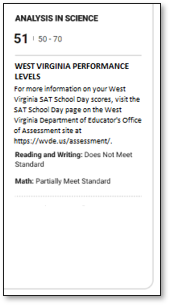 ANALYSIS IN SCIENCE
51 | 50 - 70
WEST VIRGINIA PERFORMANCE
LEVELS
For more information on your West
Virginia SAT School Day scores, visit the
SAT School Day page on the West
Virginia Department of Educator's Office
of Assessment site at
https://wvde.us/assessment/.
Reading and Writing: Does Not Meet
Standard
Math: Partially Meet Standard